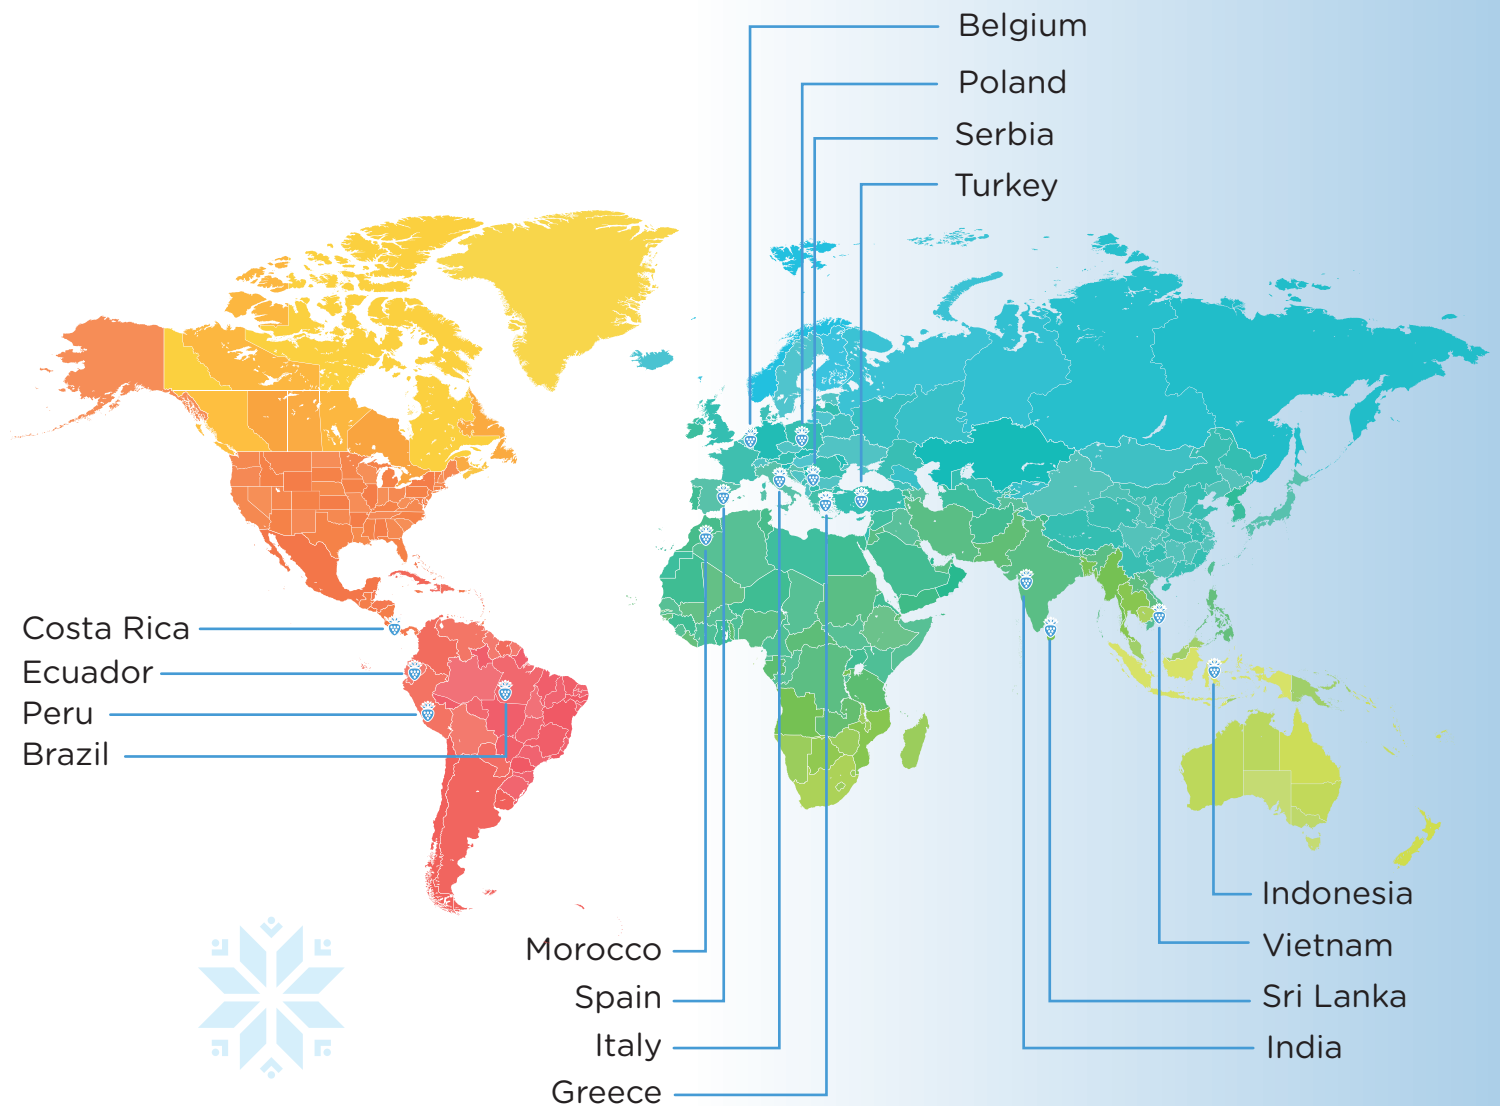 Belgium
Poland
Serbia
Turkey
Costa Rica
Ecuador
Peru
Brazil
Morocco
Spain
Italy
Greece
Indonesia
Vietnam
Sri Lanka
India